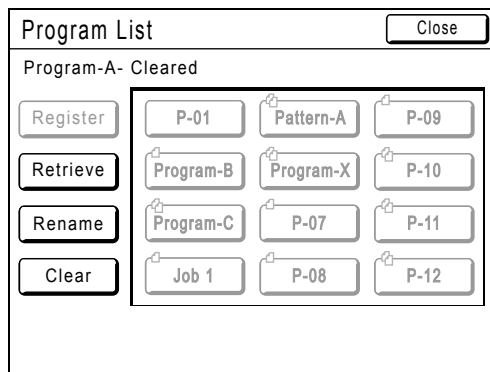 Program List Close
Program-A- Cleared
Register P-01 Pattern-A P-09
Retrieve Program-B Program-X P-10
Rename Program-C P-07 P-11
Clear Job 1 P-08 P-12